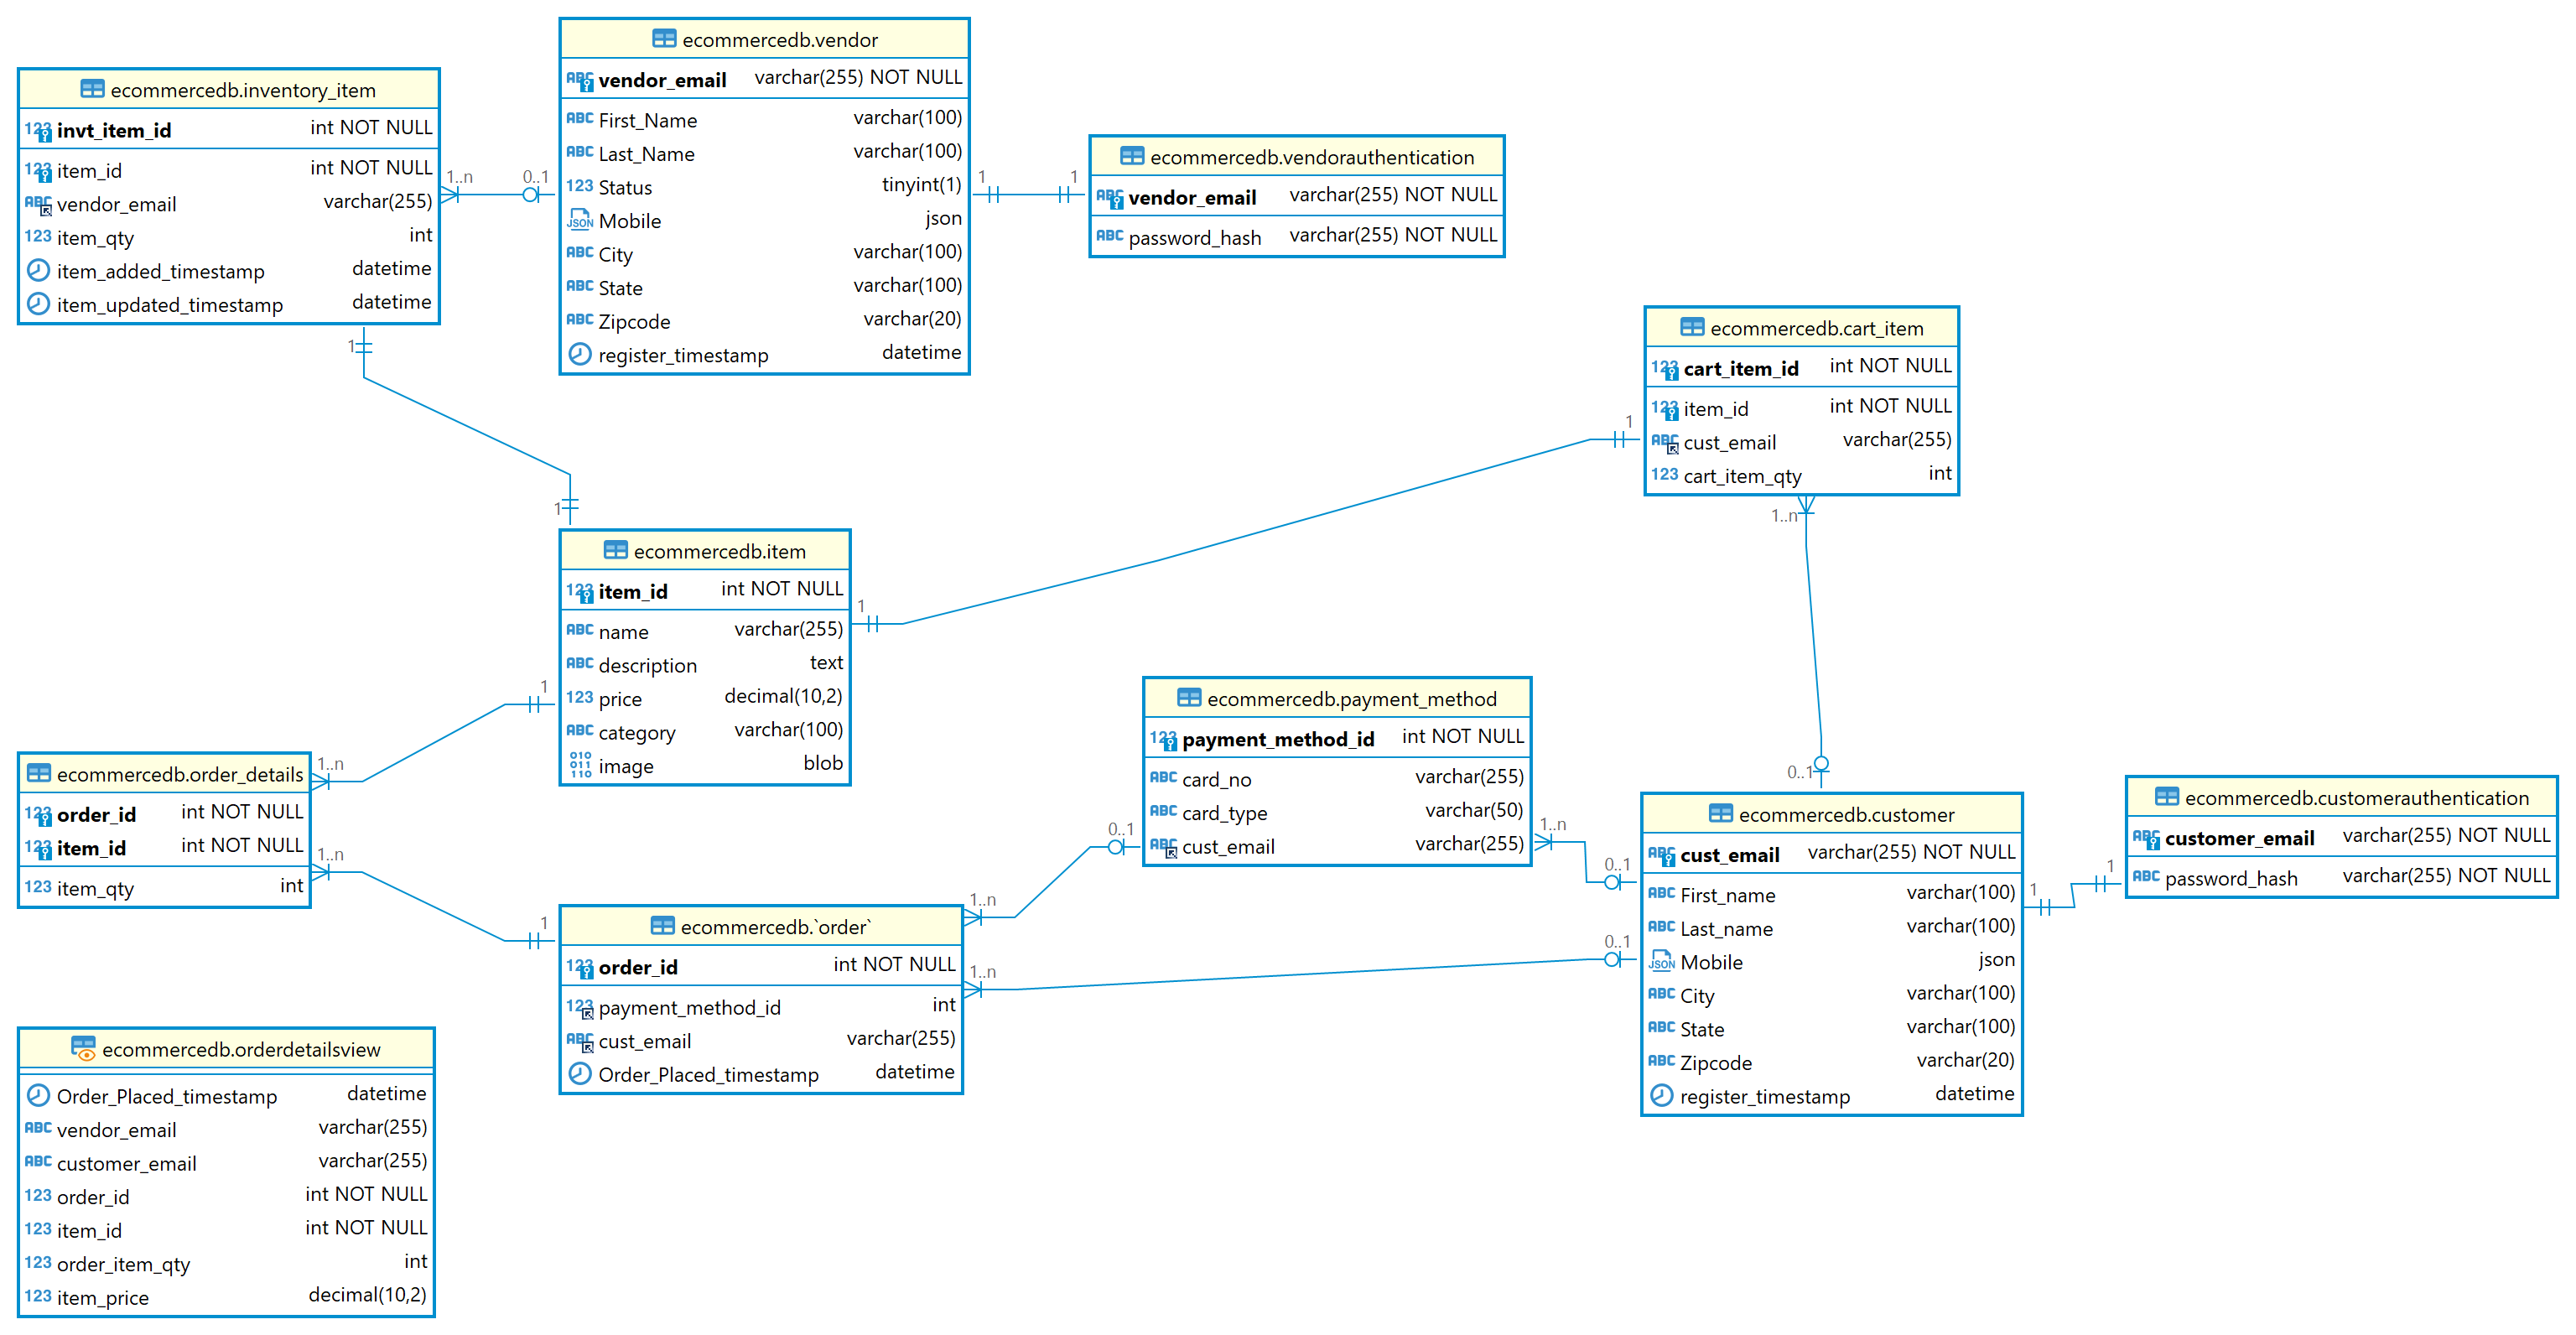 ecommercedb.vendor
vendor_email varchar(255) NOT NULL
First_Name varchar(100)
Last_Name varchar(100)
Status tinyint(1)
Mobile json
City varchar(100)
State varchar(100)
Zipcode varchar(20)
register_timestamp datetime
ecommercedb.inventory_item
invt_item_id int NOT NULL
item_id int NOT NULL
vendor_email varchar(255)
item_qty int
item_added_timestamp datetime
item_updated_timestamp datetime
1..n
0..1
1
1
ecommercedb.vendorauthentication
vendor_email varchar(255) NOT NULL
password_hash varchar(255) NOT NULL
1
1
ecommercedb.cart_item
cart_item_id int NOT NULL
item_id int NOT NULL
cust_email varchar(255)
cart_item_qty int
1
1..n
ecommercedb.item
item_id int NOT NULL
name varchar(255)
description text
price decimal(10,2)
category varchar(100)
image blob
1
1
ecommercedb.payment_method
payment_method_id int NOT NULL
card_no varchar(255)
card_type varchar(50)
cust_email varchar(255)
0..1
1..n
0..1
0..1
ecommercedb.order_details
order_id int NOT NULL
item_id int NOT NULL
item_qty int
1..n
1..n
1
ecommercedb.`order`
order_id int NOT NULL
payment_method_id int
cust_email varchar(255)
Order_Placed_timestamp datetime
1..n
1..n
0..1
ecommercedb.customer
cust_email varchar(255) NOT NULL
First_name varchar(100)
Last_name varchar(100)
Mobile json
City varchar(100)
State varchar(100)
Zipcode varchar(20)
register_timestamp datetime
1
1
ecommercedb.customerauthentication
customer_email varchar(255) NOT NULL
password_hash varchar(255) NOT NULL
ecommercedb.orderdetailsview
Order_Placed_timestamp datetime
vendor_email varchar(255)
customer_email varchar(255)
order_id int NOT NULL
item_id int NOT NULL
order_item_qty int
item_price decimal(10,2)